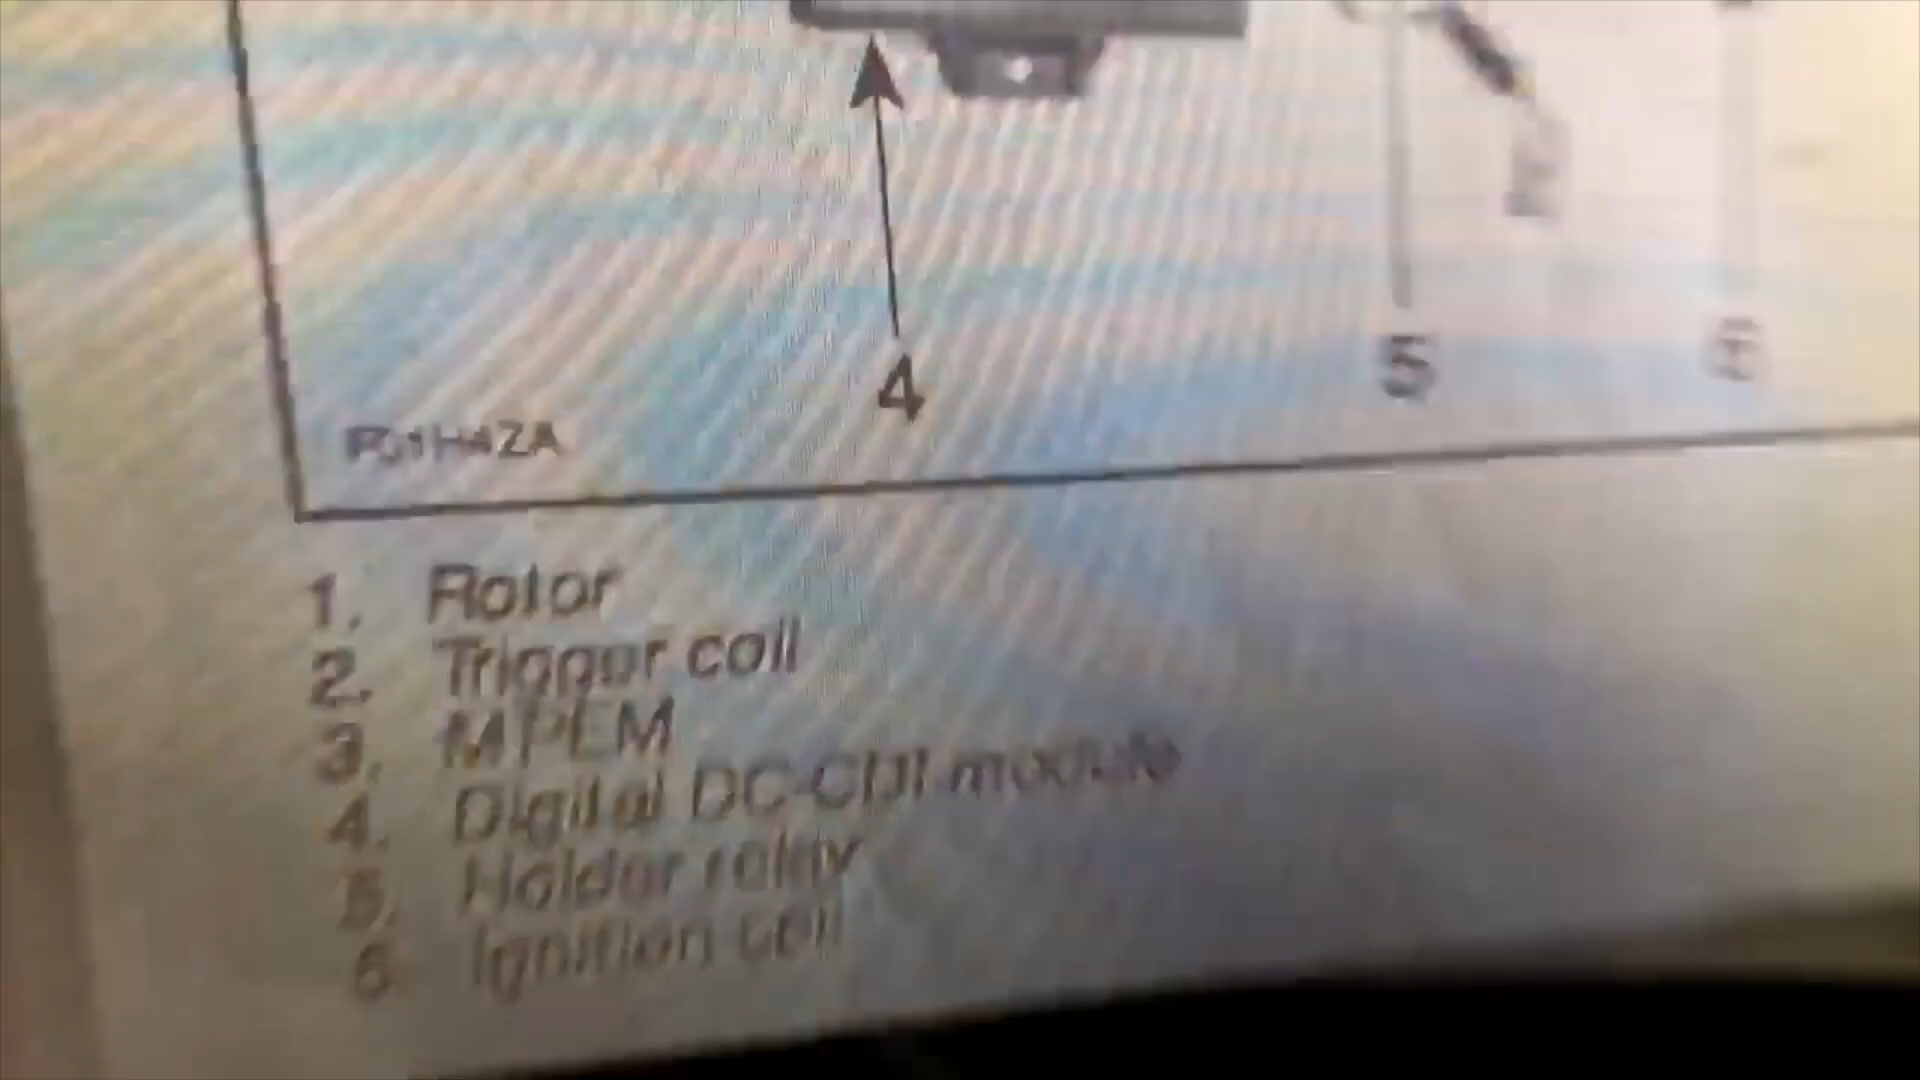 4 5 6
F01H42A
1. Rotor
2. Trigger coil
3. MPEM
4. Digital DC-CDI module
5. Holder relay
6. Ignition coil